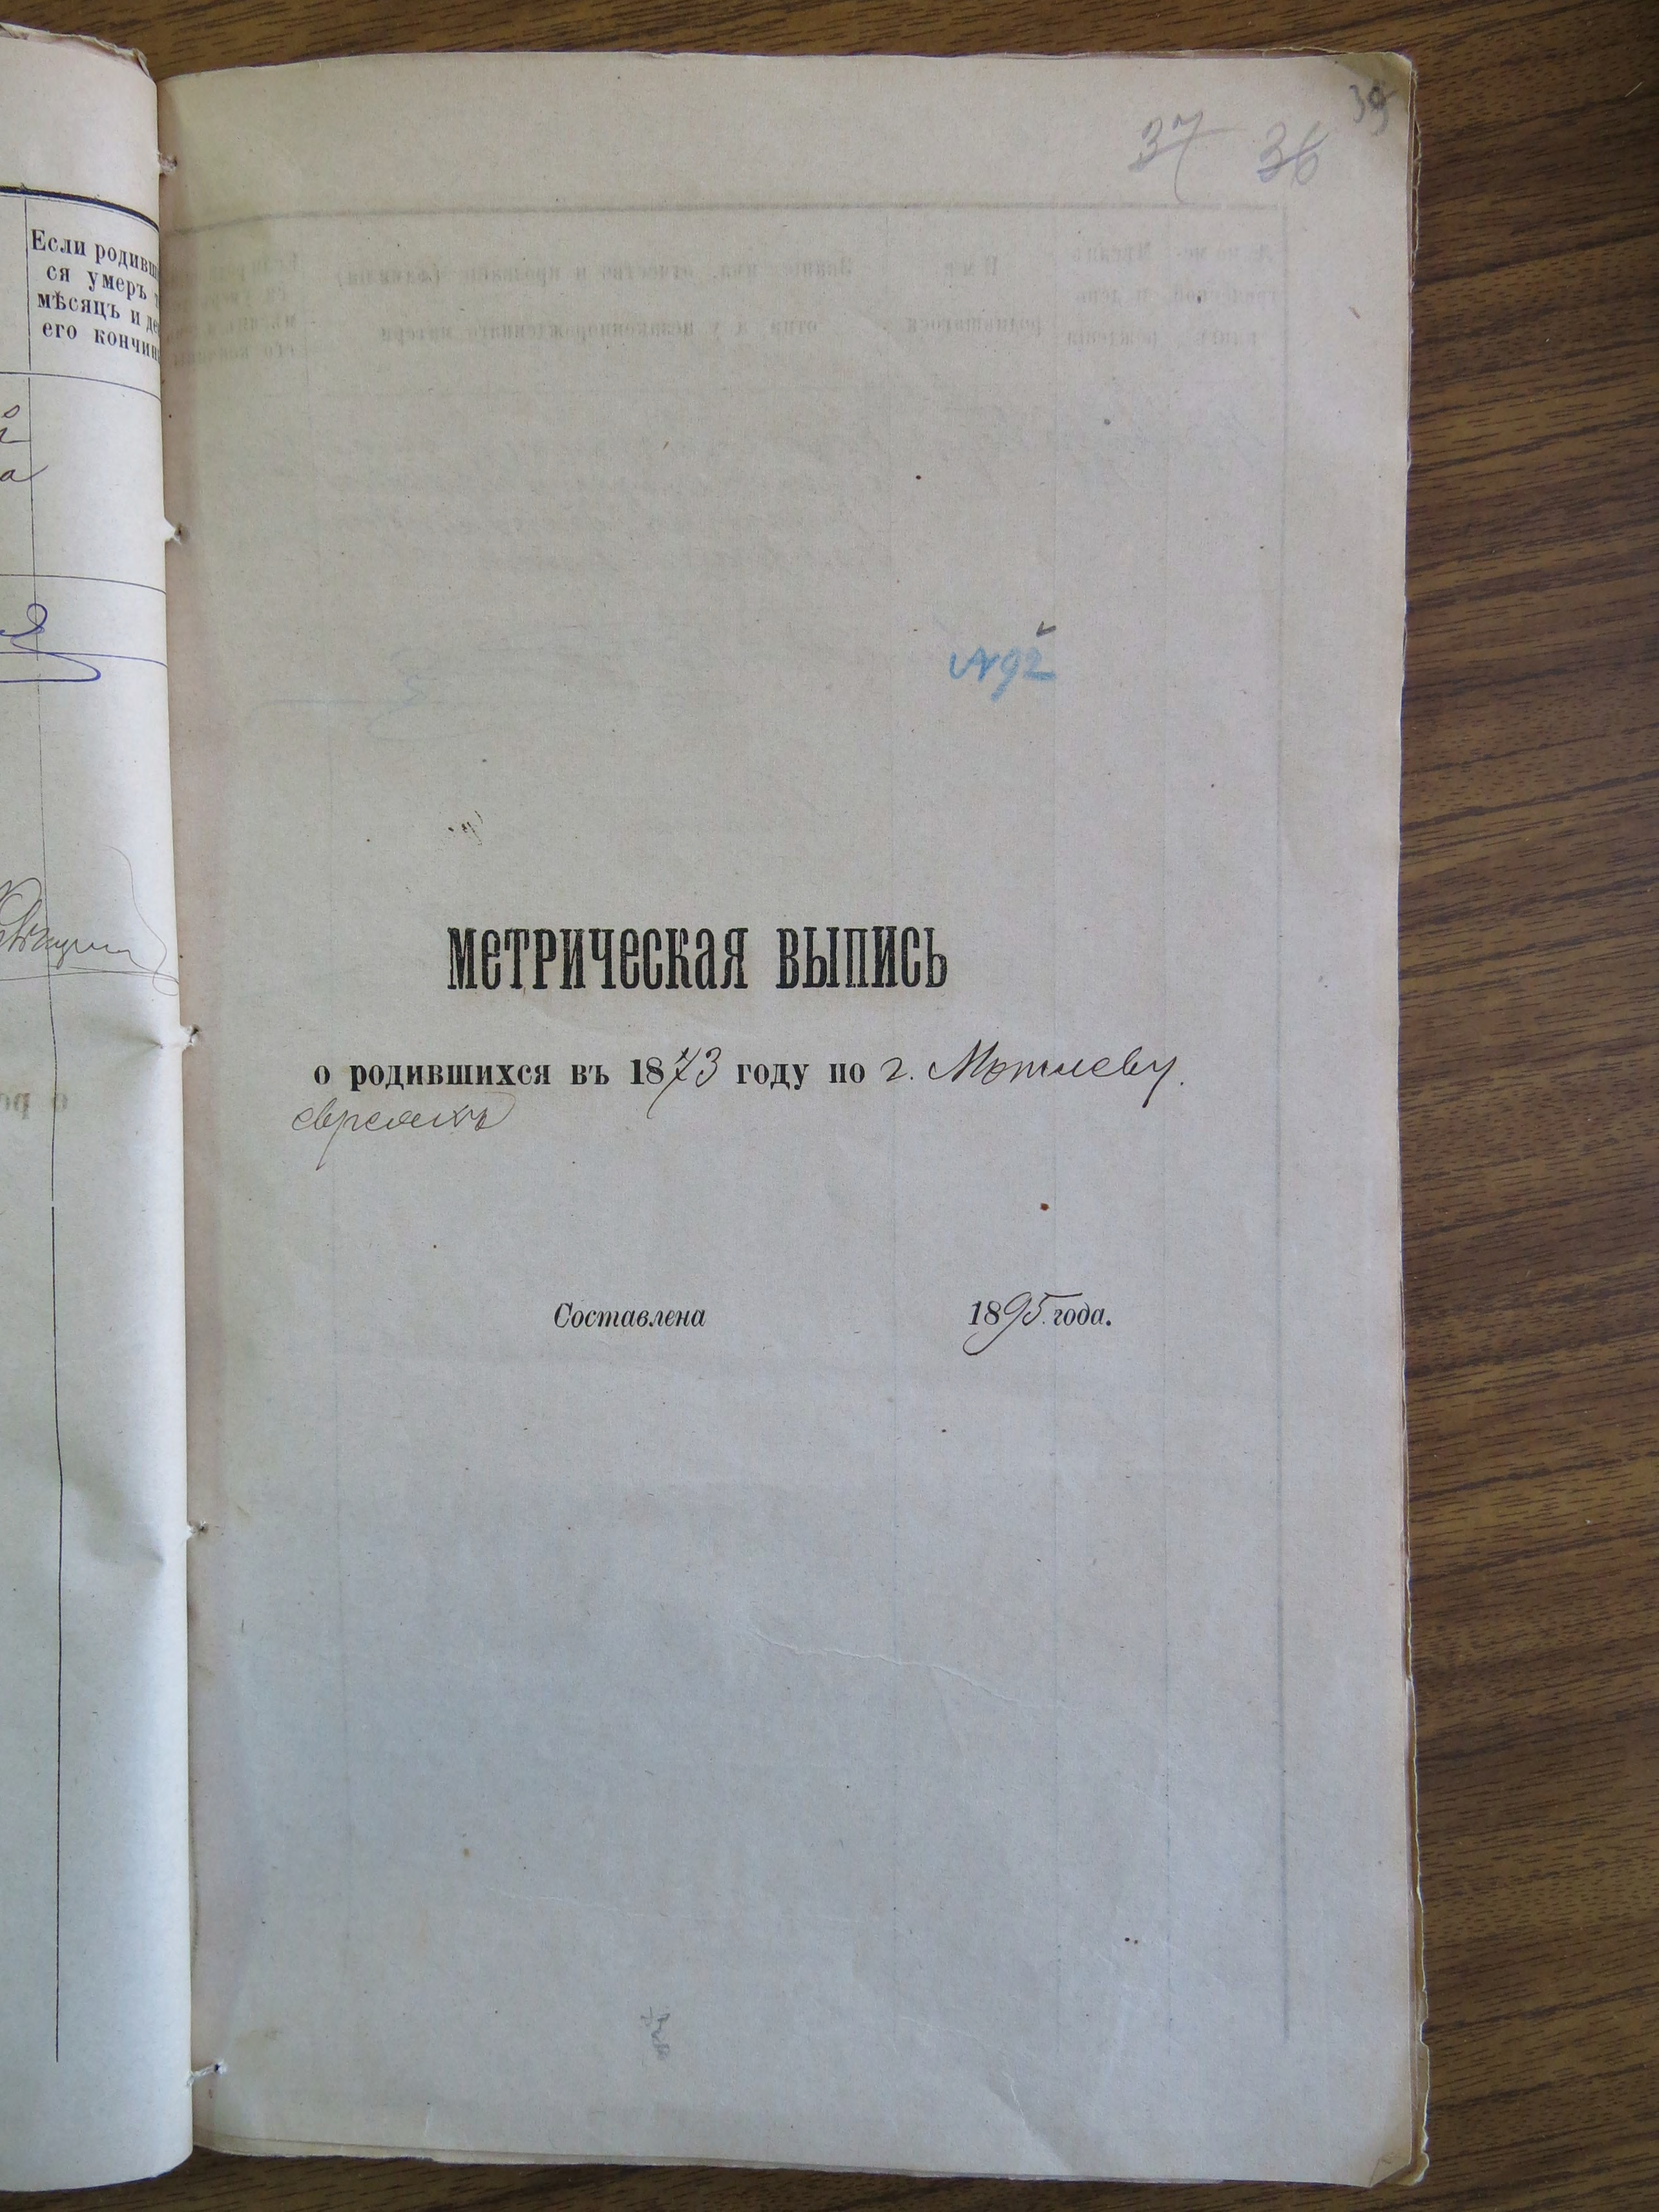 Если родивш
ся умеръ т
мѣсяцъ и де
его кончин
й
а
39
37 36
№92
МЕТРИЧЕСКАЯ ВЫПИСЬ
о родившихся въ 1873 году по г. Могилеву.
евреяхъ
Составлена 1895 года.